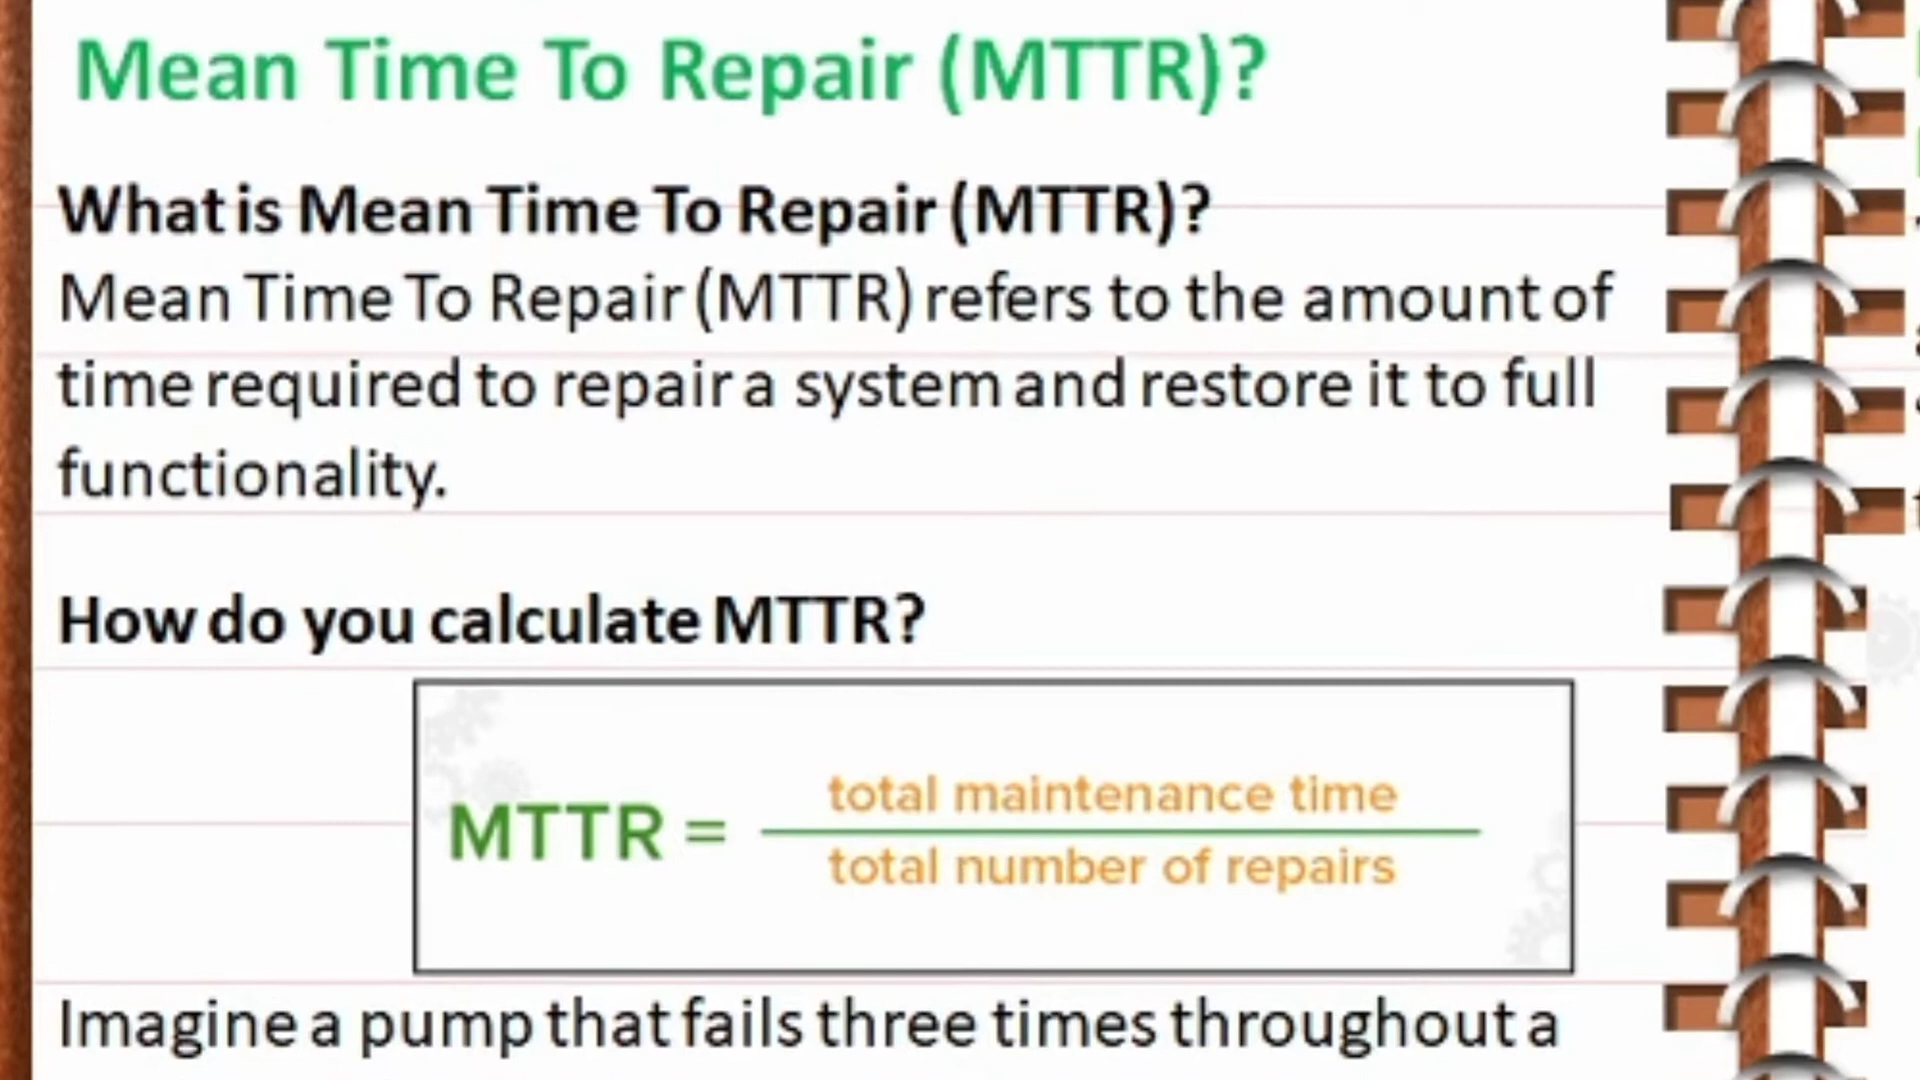 Mean Time To Repair (MTTR)?
What is Mean Time To Repair (MTTR)?
Mean Time To Repair (MTTR) refers to the amount of
time required to repair a system and restore it to full
functionality.
How do you calculate MTTR?
MTTR =
total maintenance time
total number of repairs
Imagine a pump that fails three times throughout a